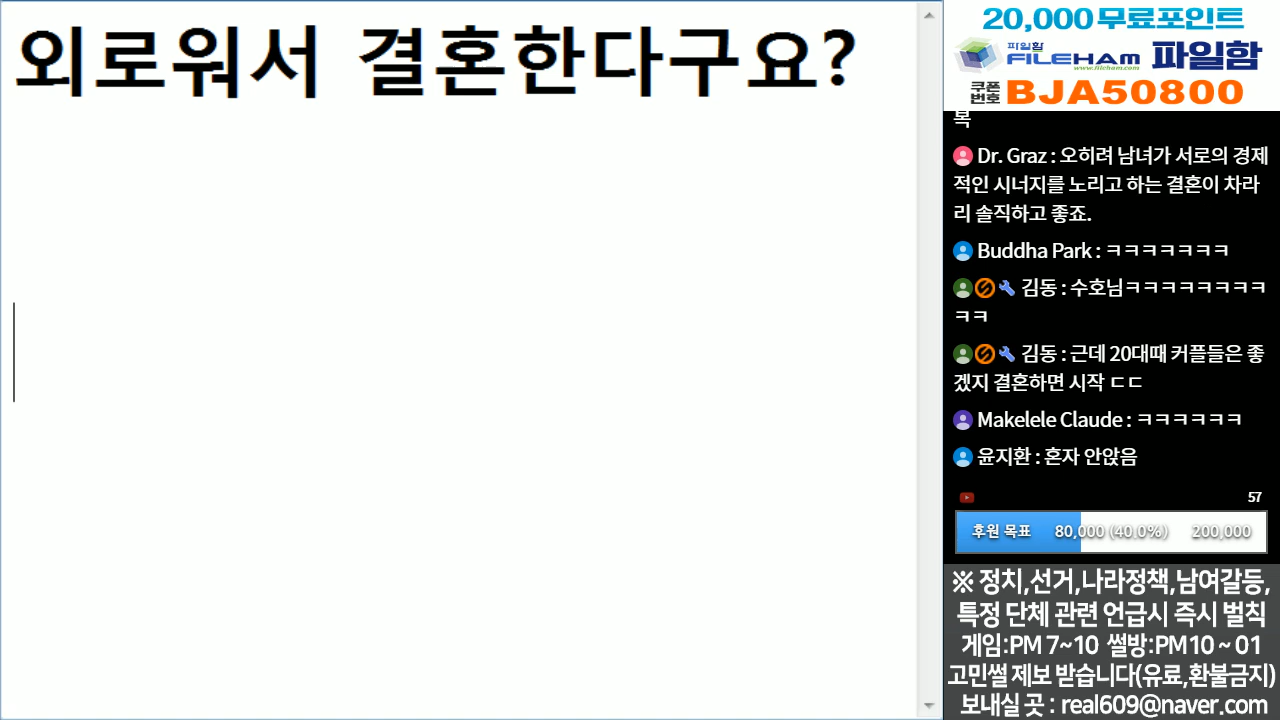 외로워서 결혼한다구요?
20,000 무료포인트
파일함
FILEHAM 파일함
www.fileham.com
쿠폰
번호 BJA50800
복
Dr. Graz : 오히려 남녀가 서로의 경제
적인 시너지를 노리고 하는 결혼이 차라
리 솔직하고 좋죠.
Buddha Park : ㅋㅋㅋㅋㅋㅋㅋ
김동 : 수호님ㅋㅋㅋㅋㅋㅋㅋㅋ
ㅋㅋ
김동 : 근데 20대때 커플들은 좋
겠지 결혼하면 시작 ㄷㄷ
Makelele Claude : ㅋㅋㅋㅋㅋㅋ
윤지환 : 혼자 안앉음
57
후원 목표 80,000 (40.0%) 200,000
※ 정치,선거,나라정책,남여갈등,
특정 단체 관련 언급시 즉시 벌칙
게임:PM 7~10 썰방:PM10 ~ 01
고민썰 제보 받습니다(유료,환불금지)
보내실 곳 : real609@naver.com